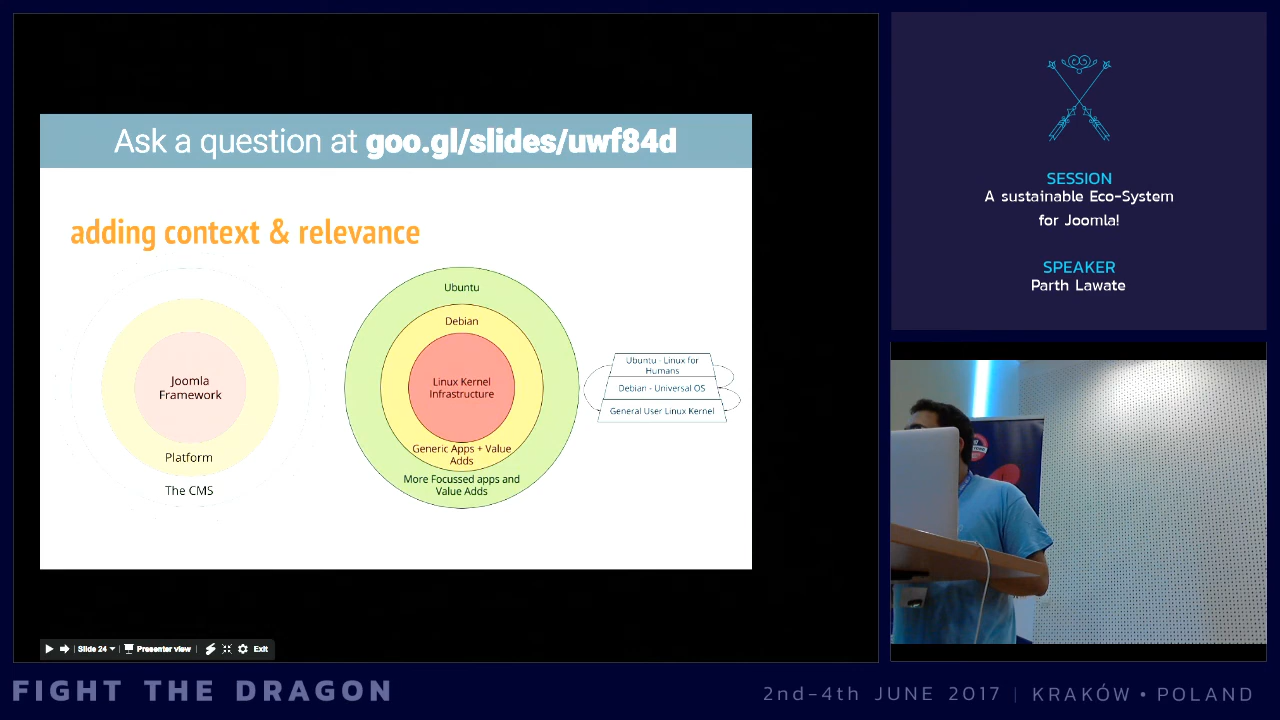 Ask a question at goo.gl/slides/uwf84d
adding context & relevance
Joomla
Framework
Platform
The CMS
Ubuntu
Debian
Linux Kernel
Infrastructure
Generic Apps + Value
Adds
More Focussed apps and
Value Adds
Ubuntu - Linux for
Humans
Debian - Universal OS
General User Linux Kernel
Slide 24
Presenter view
Exit
SESSION
A sustainable Eco-System
for Joomla!
SPEAKER
Parth Lawate
FIGHT THE DRAGON
2nd-4th JUNE 2017 | KRAKÓW • POLAND